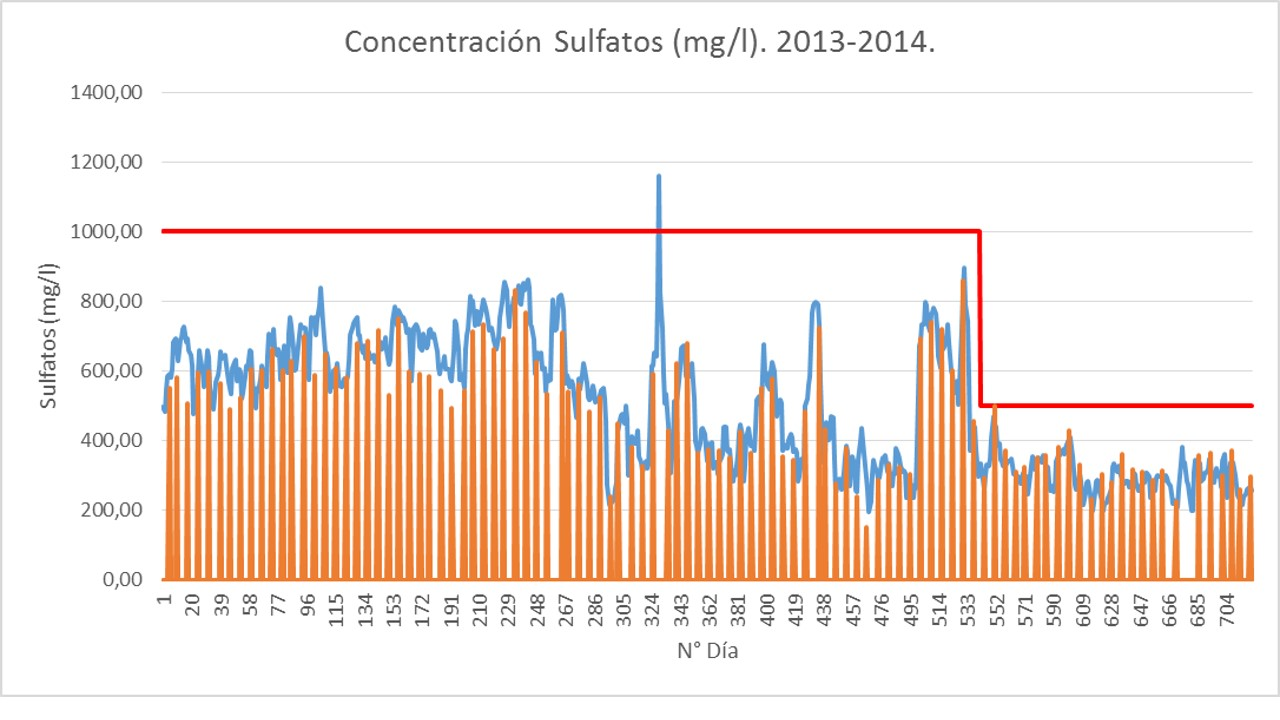 Concentración Sulfatos (mg/l). 2013-2014.
1400,00
1200,00
1000,00
800,00
600,00
400,00
200,00
0,00
Sulfatos (mg/l)
1 20 39 58 77 96 115 134 153 172 191 210 229 248 267 286 305 324 343 362 381 400 419 438 457 476 495 514 533 552 571 590 609 628 647 666 685 704
N° Día